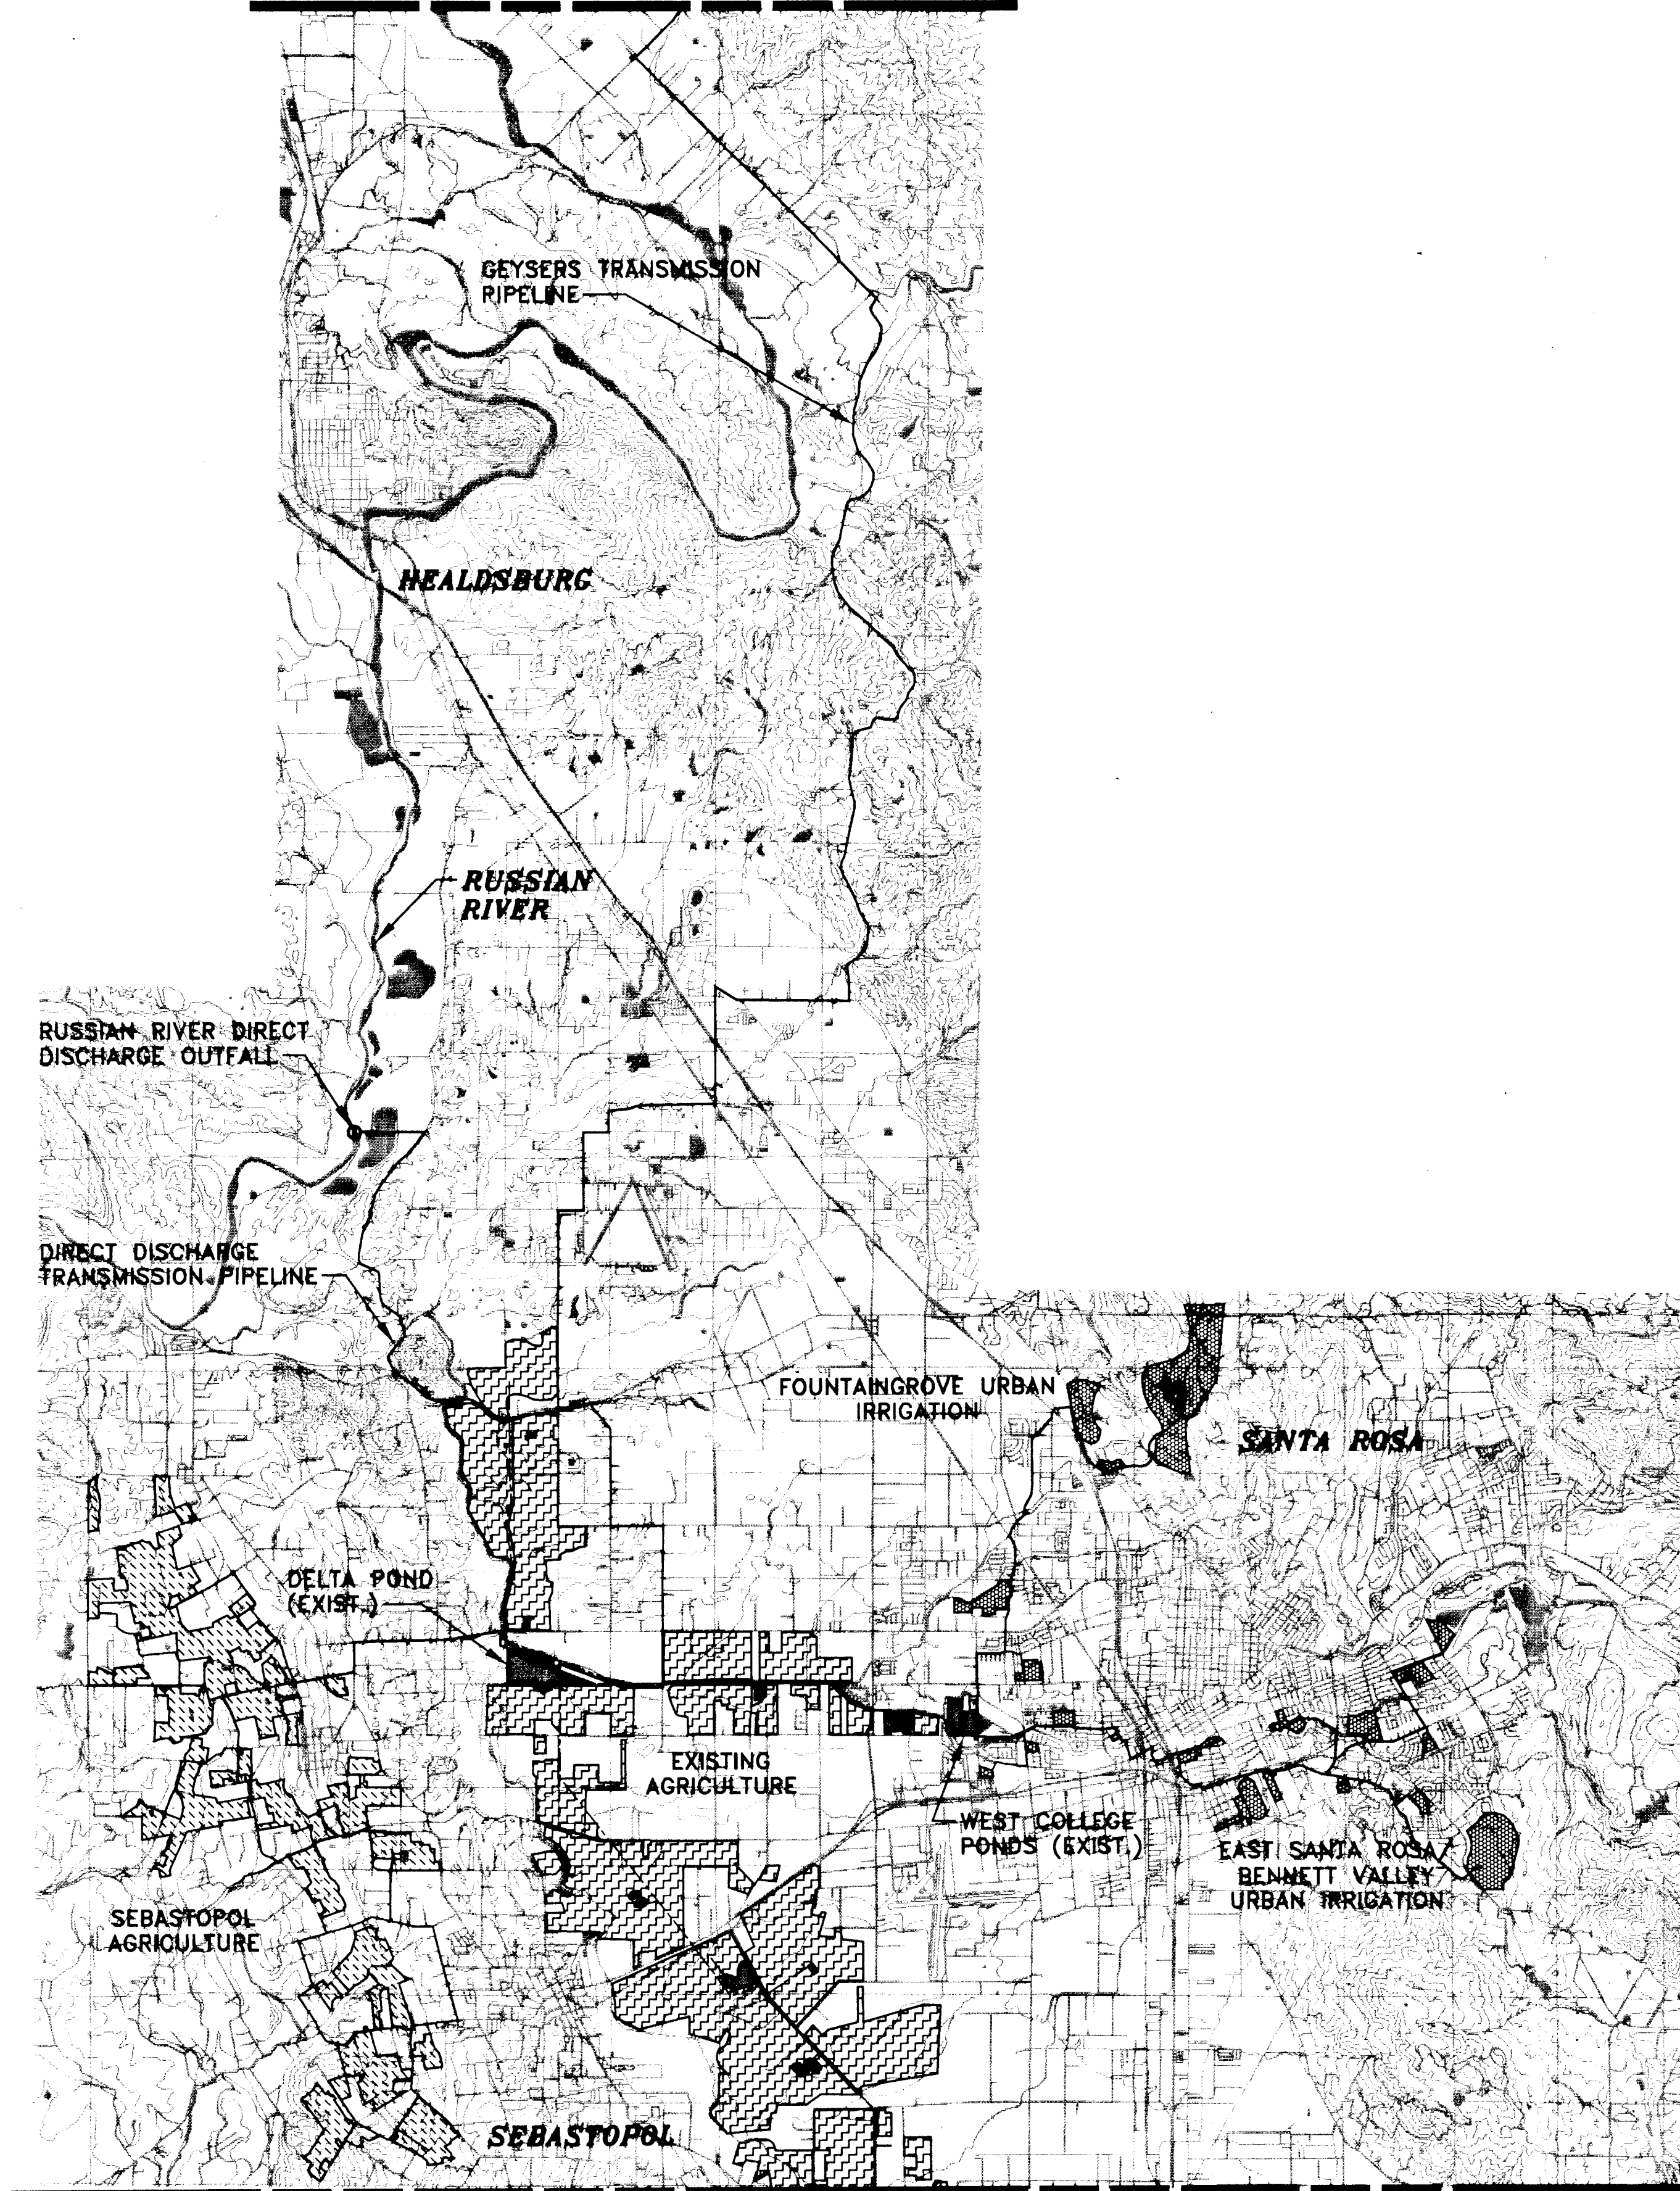 GEYSERS TRANSMISSION
PIPELINE
HEALDSBURG
RUSSIAN
RIVER
RUSSIAN RIVER DIRECT
DISCHARGE OUTFALL
DIRECT DISCHARGE
TRANSMISSION PIPELINE
FOUNTAINGROVE URBAN
IRRIGATION
SANTA ROSA
DELTA POND
(EXIST.)
EXISTING
AGRICULTURE
WEST COLLEGE
PONDS (EXIST.)
EAST SANTA ROSA/
BENNETT VALLEY
URBAN IRRIGATION
SEBASTOPOL
AGRICULTURE
SEBASTOPOL